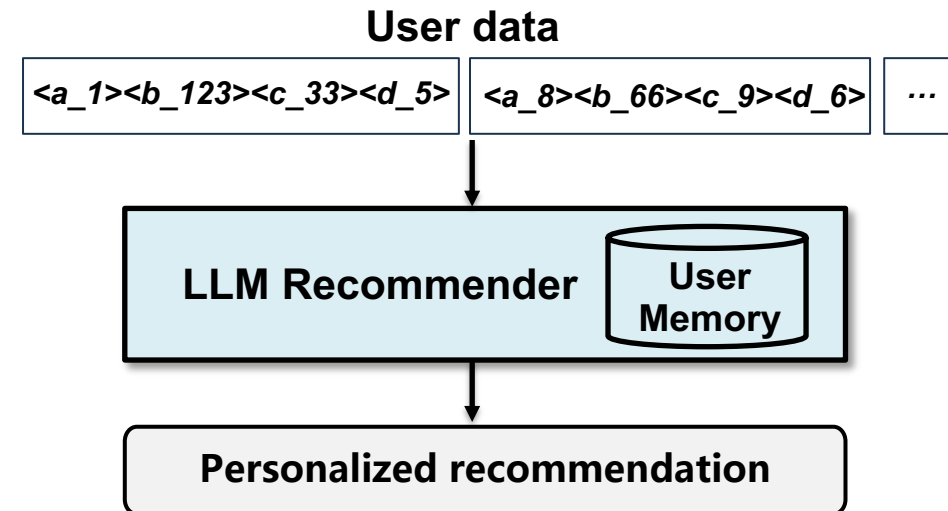 User data
<a_1><b_123><c_33><d_5>
<a_8><b_66><c_9><d_6>
...
LLM Recommender
User
Memory
Personalized recommendation